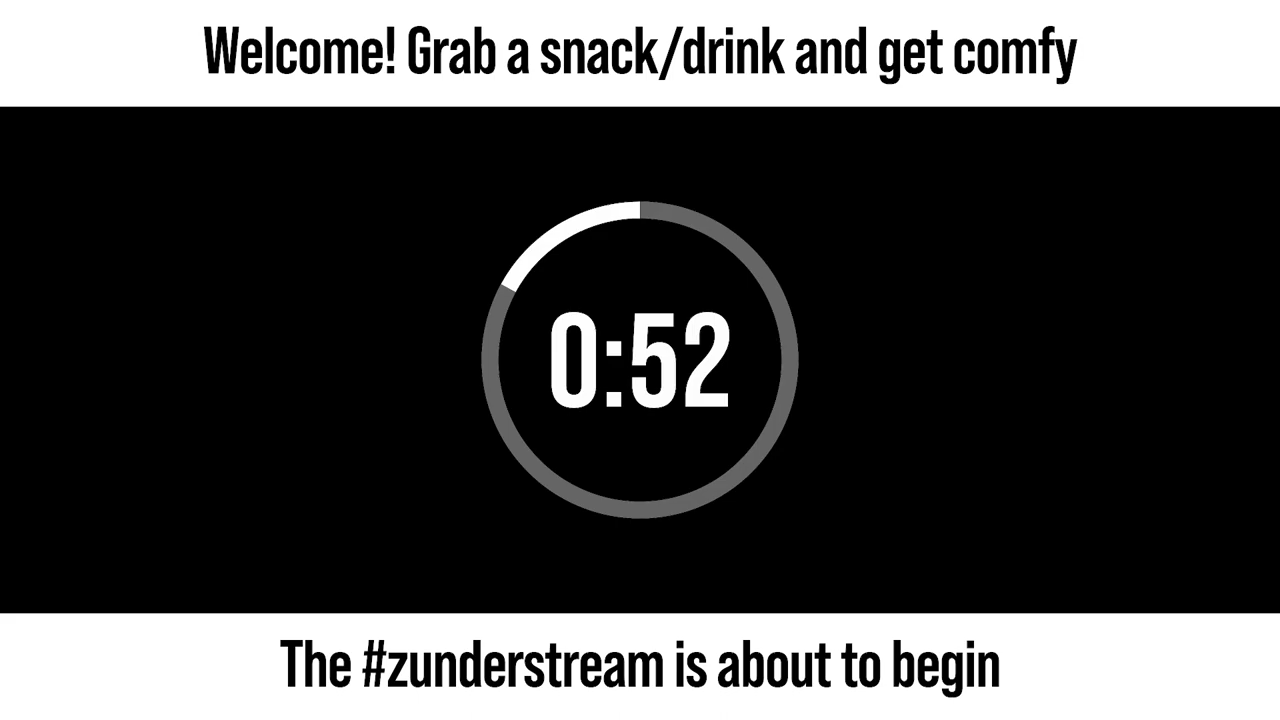 Welcome! Grab a snack/drink and get comfy
0:52
The #zunderstream is about to begin